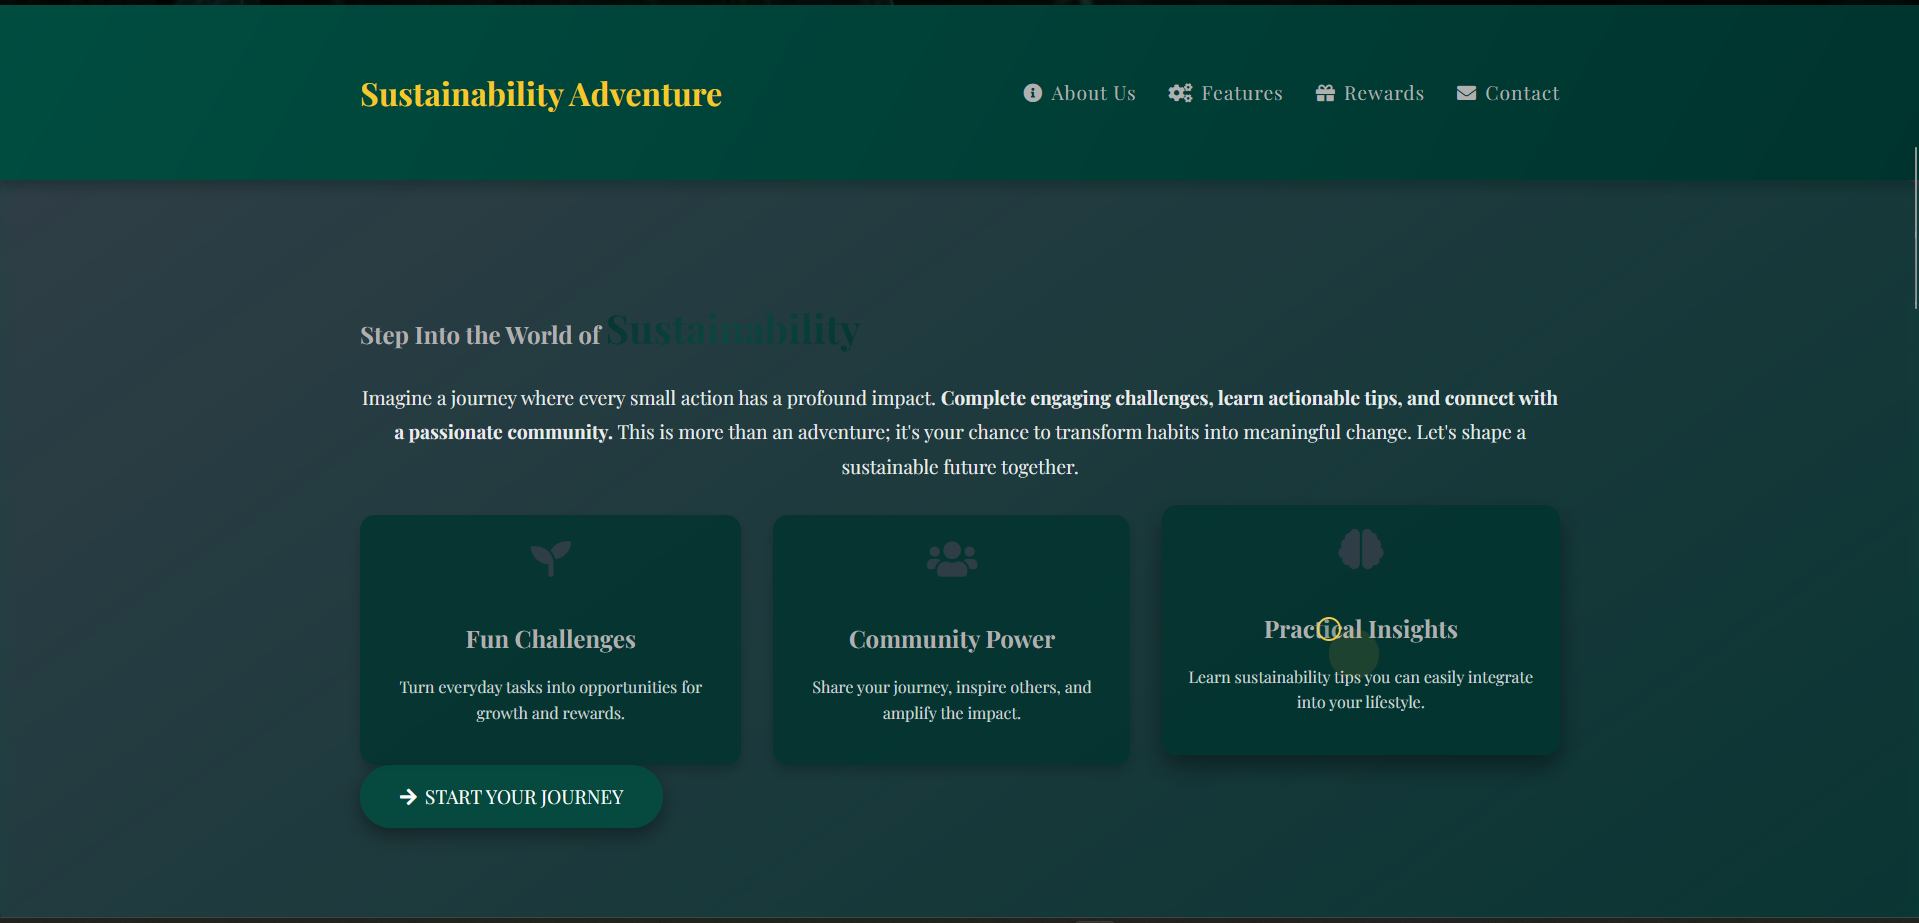 Sustainability Adventure
About Us
Features
Rewards
Contact
Step Into the World of Sustainability
Imagine a journey where every small action has a profound impact. Complete engaging challenges, learn actionable tips, and connect with
a passionate community. This is more than an adventure; it's your chance to transform habits into meaningful change. Let's shape a
sustainable future together.
Fun Challenges
Turn everyday tasks into opportunities for
growth and rewards.
Community Power
Share your journey, inspire others, and
amplify the impact.
Practical Insights
Learn sustainability tips you can easily integrate
into your lifestyle.
START YOUR JOURNEY